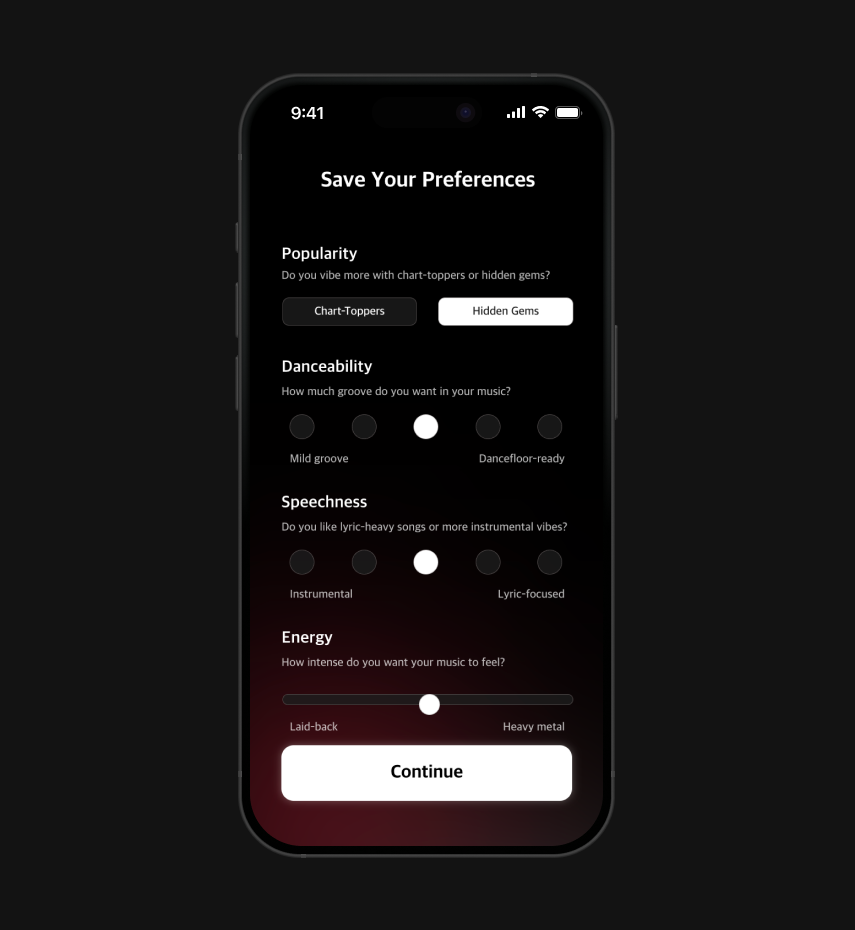 9:41
Save Your Preferences
Popularity
Do you vibe more with chart-toppers or hidden gems?
Chart-Toppers Hidden Gems
Danceability
How much groove do you want in your music?
Mild groove Dancefloor-ready
Speechness
Do you like lyric-heavy songs or more instrumental vibes?
Instrumental Lyric-focused
Energy
How intense do you want your music to feel?
Laid-back Heavy metal
Continue